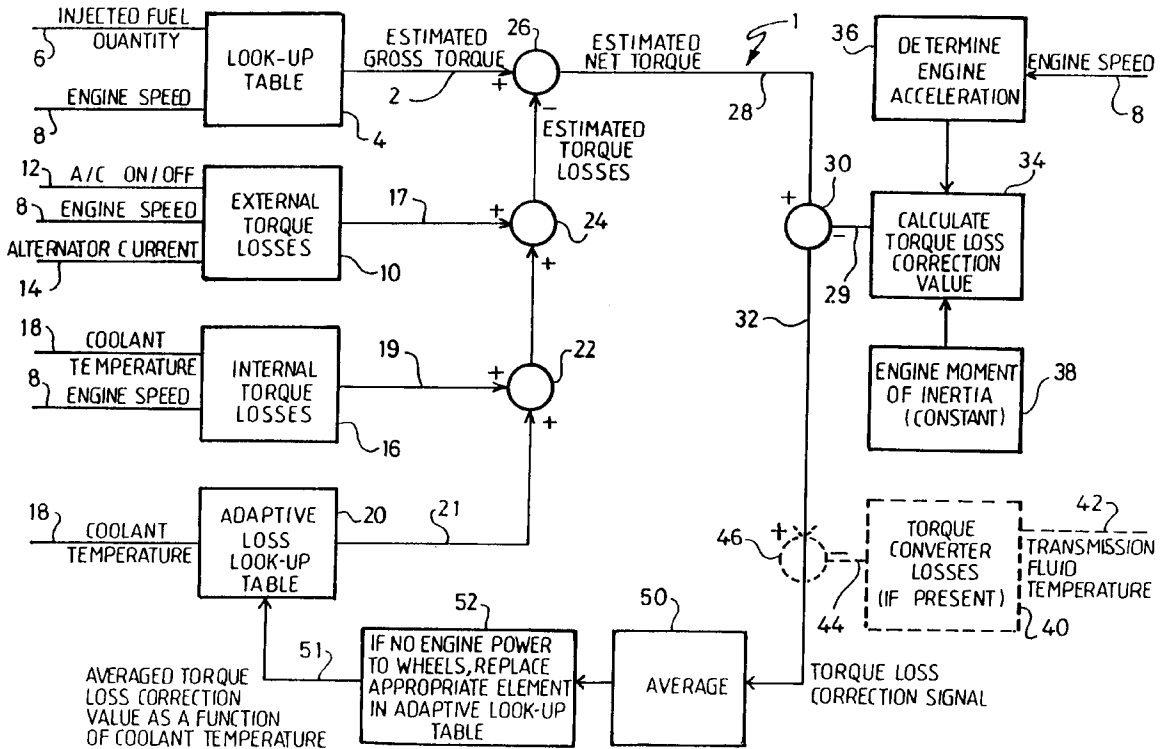 INJECTED FUEL
QUANTITY
6
ENGINE SPEED
8
LOOK-UP
TABLE
4
ESTIMATED
GROSS TORQUE
2
+
26
−
ESTIMATED
NET TORQUE
1
28
ESTIMATED
TORQUE
LOSSES
36
DETERMINE
ENGINE
ACCELERATION
ENGINE SPEED
8
12
A/C ON/OFF
8
ENGINE SPEED
ALTERNATOR CURRENT
14
EXTERNAL
TORQUE
LOSSES
10
17
+
24
+
+
30
−
29
34
CALCULATE
TORQUE LOSS
CORRECTION
VALUE
32
18
COOLANT
TEMPERATURE
8
ENGINE SPEED
INTERNAL
TORQUE
LOSSES
16
19
+
22
+
ENGINE MOMENT
OF INERTIA
(CONSTANT)
38
18
COOLANT
TEMPERATURE
ADAPTIVE
LOSS
LOOK-UP
TABLE
20
21
+
46
−
44
TORQUE
CONVERTER
LOSSES
(IF PRESENT)
40
42
TRANSMISSION
FLUID
TEMPERATURE
51
52
IF NO ENGINE POWER
TO WHEELS, REPLACE
APPROPRIATE ELEMENT
IN ADAPTIVE LOOK-UP
TABLE
50
AVERAGE
TORQUE LOSS
CORRECTION SIGNAL
AVERAGED TORQUE
LOSS CORRECTION
VALUE AS A FUNCTION
OF COOLANT TEMPERATURE